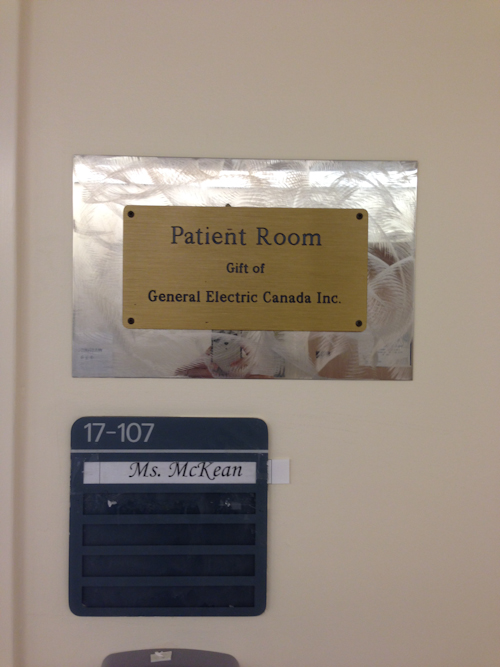 Patient Room
Gift of
General Electric Canada Inc.
17-107
Ms. McKean